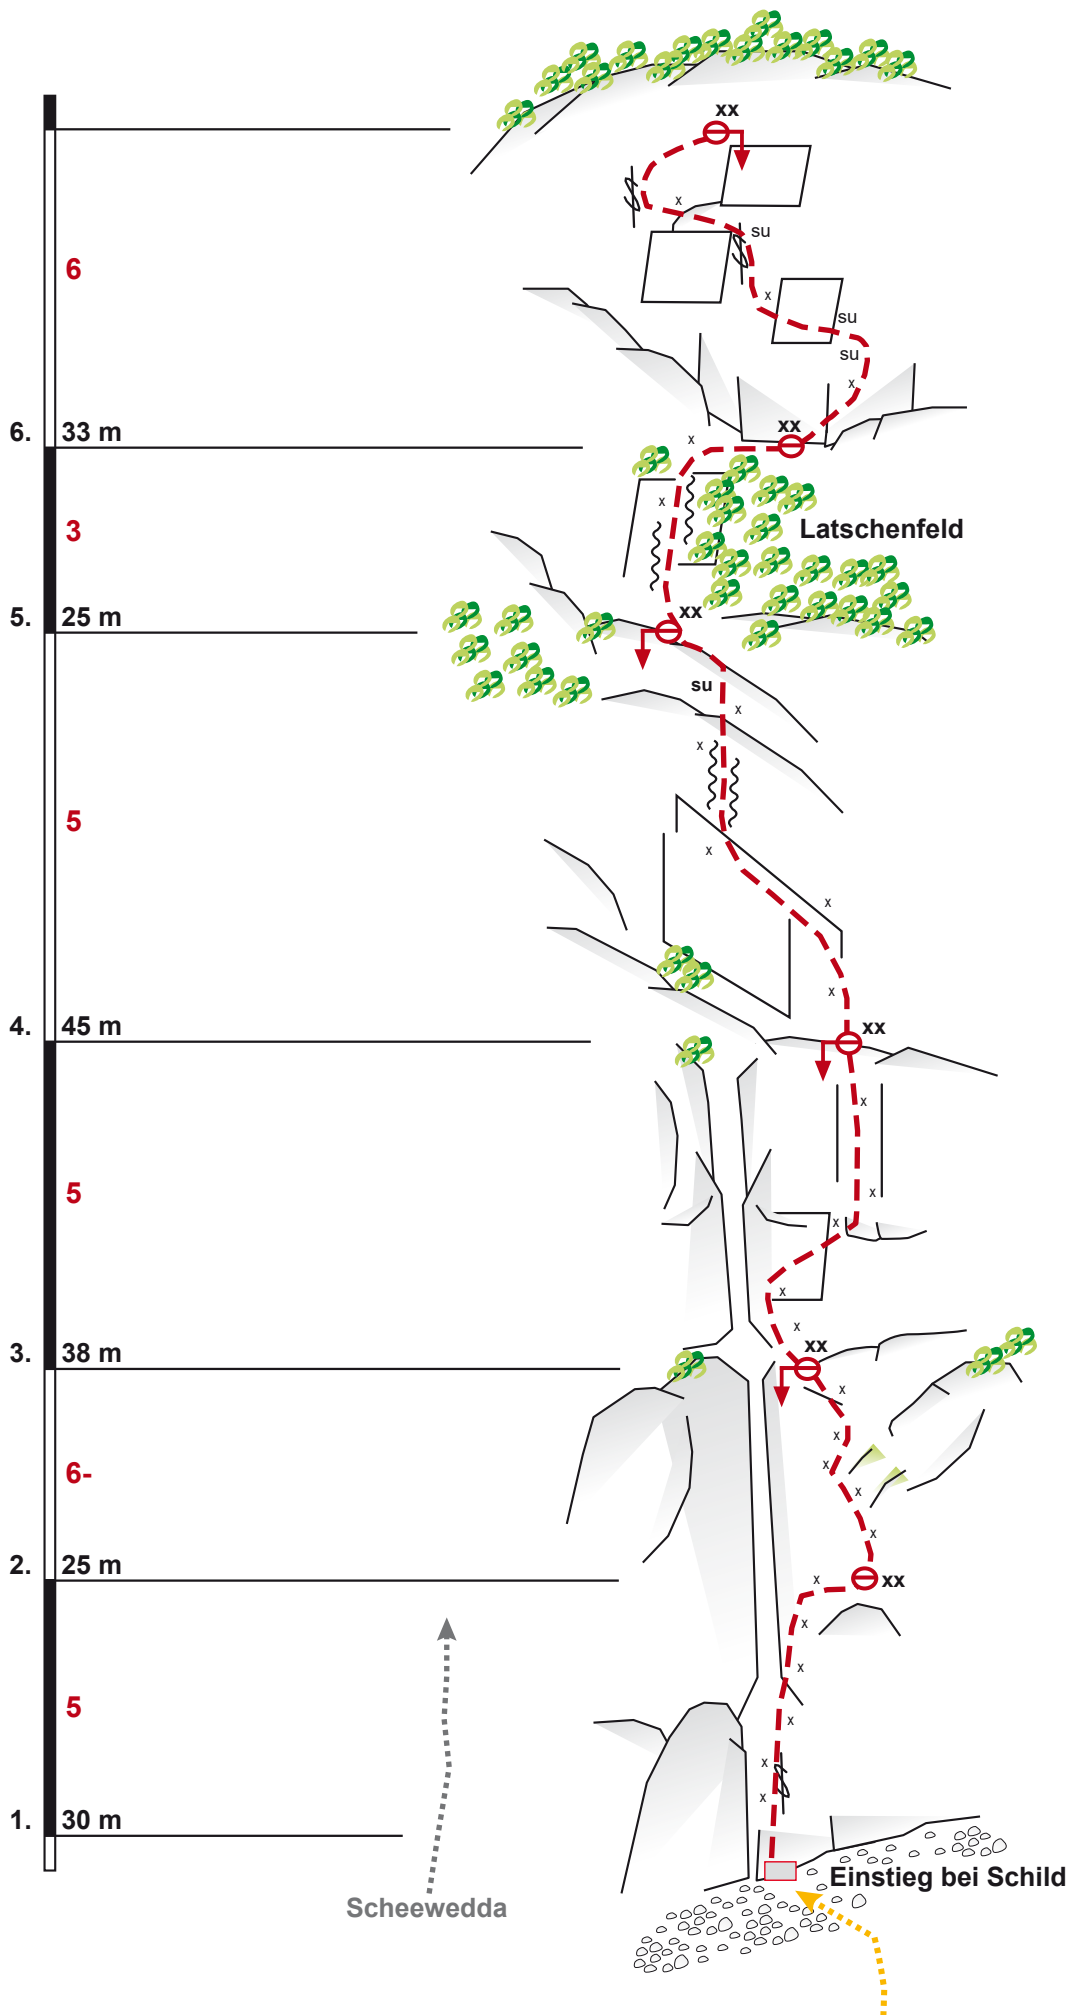 xx
x
su
6
x
su
su
x
6. 33 m
xx
x
x
3
Latschenfeld
5. 25 m
xx
su
x
x
5
x
x
x
4. 45 m
xx
x
5
x
x
x
x
3. 38 m
xx
x
x
x
6-
x
x
2. 25 m
x
xx
x
x
5
x
x
x
1. 30 m
Einstieg bei Schild
Scheewedda